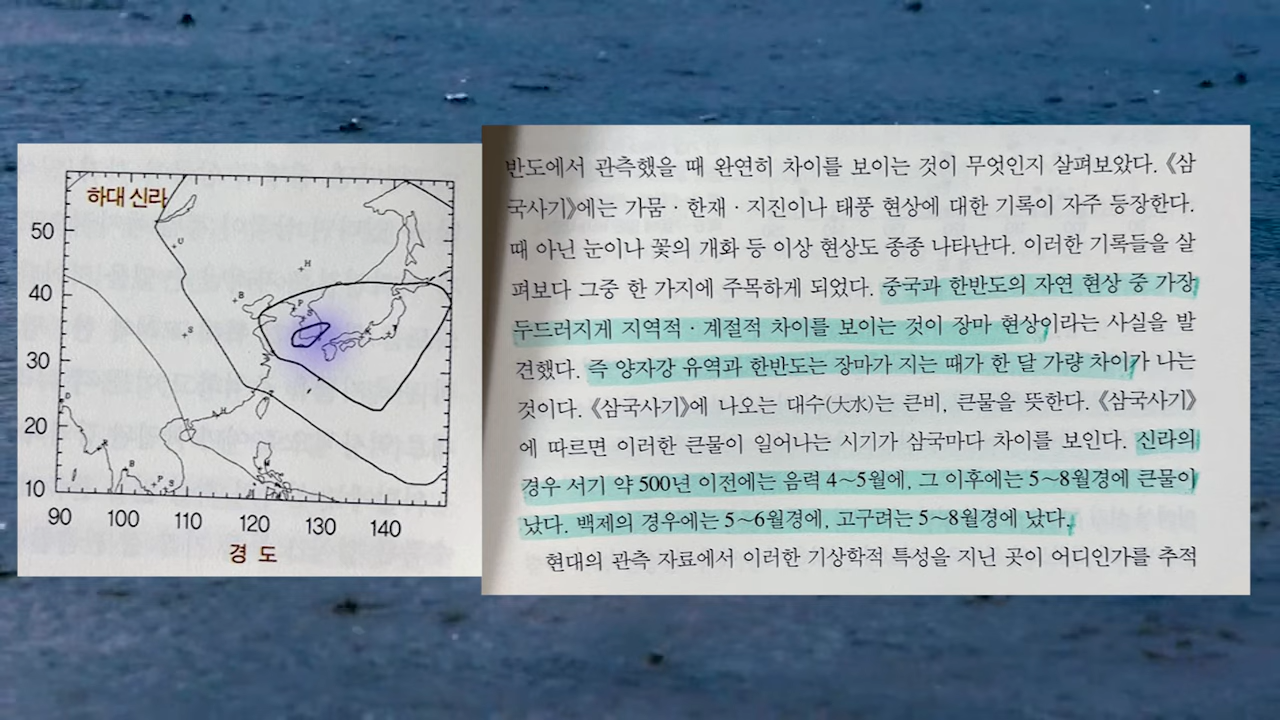 하대 신라
50
40
30
20
10
90 100 110 120 130 140
경 도
반도에서 관측했을 때 완연히 차이를 보이는 것이 무엇인지 살펴보았다. 《삼
국사기》에는 가뭄·한재·지진이나 태풍 현상에 대한 기록이 자주 등장한다.
때 아닌 눈이나 꽃의 개화 등 이상 현상도 종종 나타난다. 이러한 기록들을 살
펴보다 그중 한 가지에 주목하게 되었다. 중국과 한반도의 자연 현상 중 가장
두드러지게 지역적·계절적 차이를 보이는 것이 장마 현상이라는 사실을 발
견했다. 즉 양자강 유역과 한반도는 장마가 지는 때가 한 달 가량 차이가 나는
것이다. 《삼국사기》에 나오는 대수(大水)는 큰비, 큰물을 뜻한다. 《삼국사기》
에 따르면 이러한 큰물이 일어나는 시기가 삼국마다 차이를 보인다. 신라의
경우 서기 약 500년 이전에는 음력 4~5월에, 그 이후에는 5~8월경에 큰물이
났다. 백제의 경우에는 5~6월경에, 고구려는 5~8월경에 났다.
현대의 관측 자료에서 이러한 기상학적 특성을 지닌 곳이 어디인가를 추적